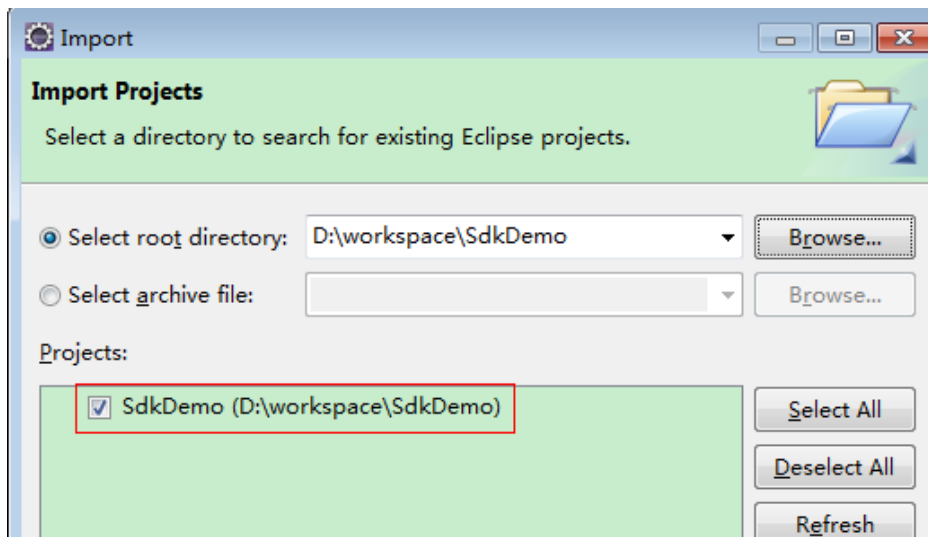 Import
Import Projects
Select a directory to search for existing Eclipse projects.
Select root directory: D:\workspace\SdkDemo Browse...
Select archive file: Browse...
Projects:
SdkDemo (D:\workspace\SdkDemo)
Select All
Deselect All
Refresh